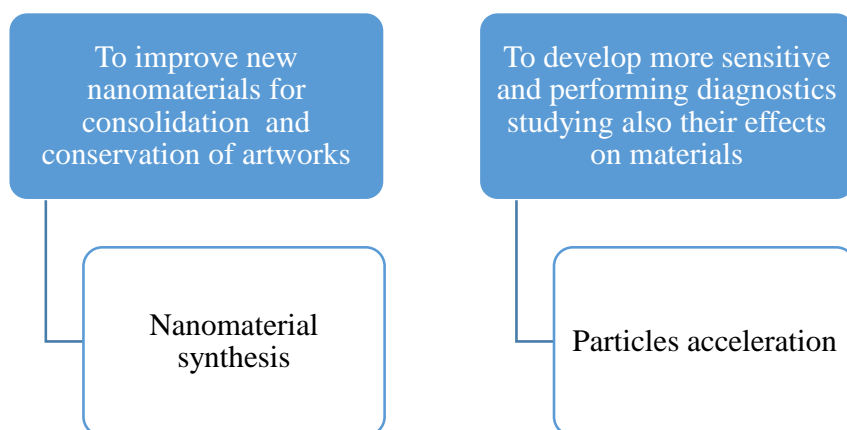 To improve new
nanomaterials for
consolidation and
conservation of artworks
To develop more sensitive
and performing diagnostics
studying also their effects
on materials
Nanomaterial
synthesis
Particles acceleration